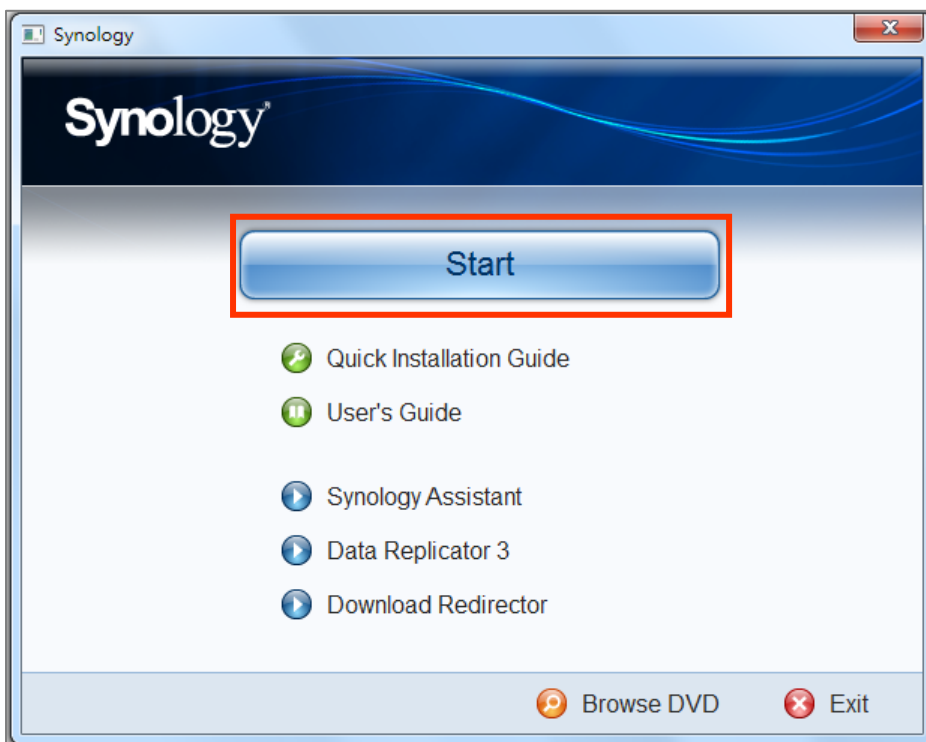 Synology
Synology
Start
Quick Installation Guide
User's Guide
Synology Assistant
Data Replicator 3
Download Redirector
Browse DVD Exit